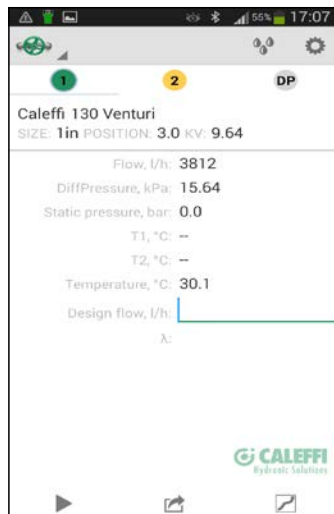 55% 17:07
1 2 DP
Caleffi 130 Venturi
SIZE: 1in POSITION: 3.0 KV: 9.64
Flow, l/h: 3812
DiffPressure, kPa: 15.64
Static pressure, bar: 0.0
T1, °C: --
T2, °C: --
Temperature, °C: 30.1
Design flow, l/h:
λ:
CALEFFI
Hydronic Solutions